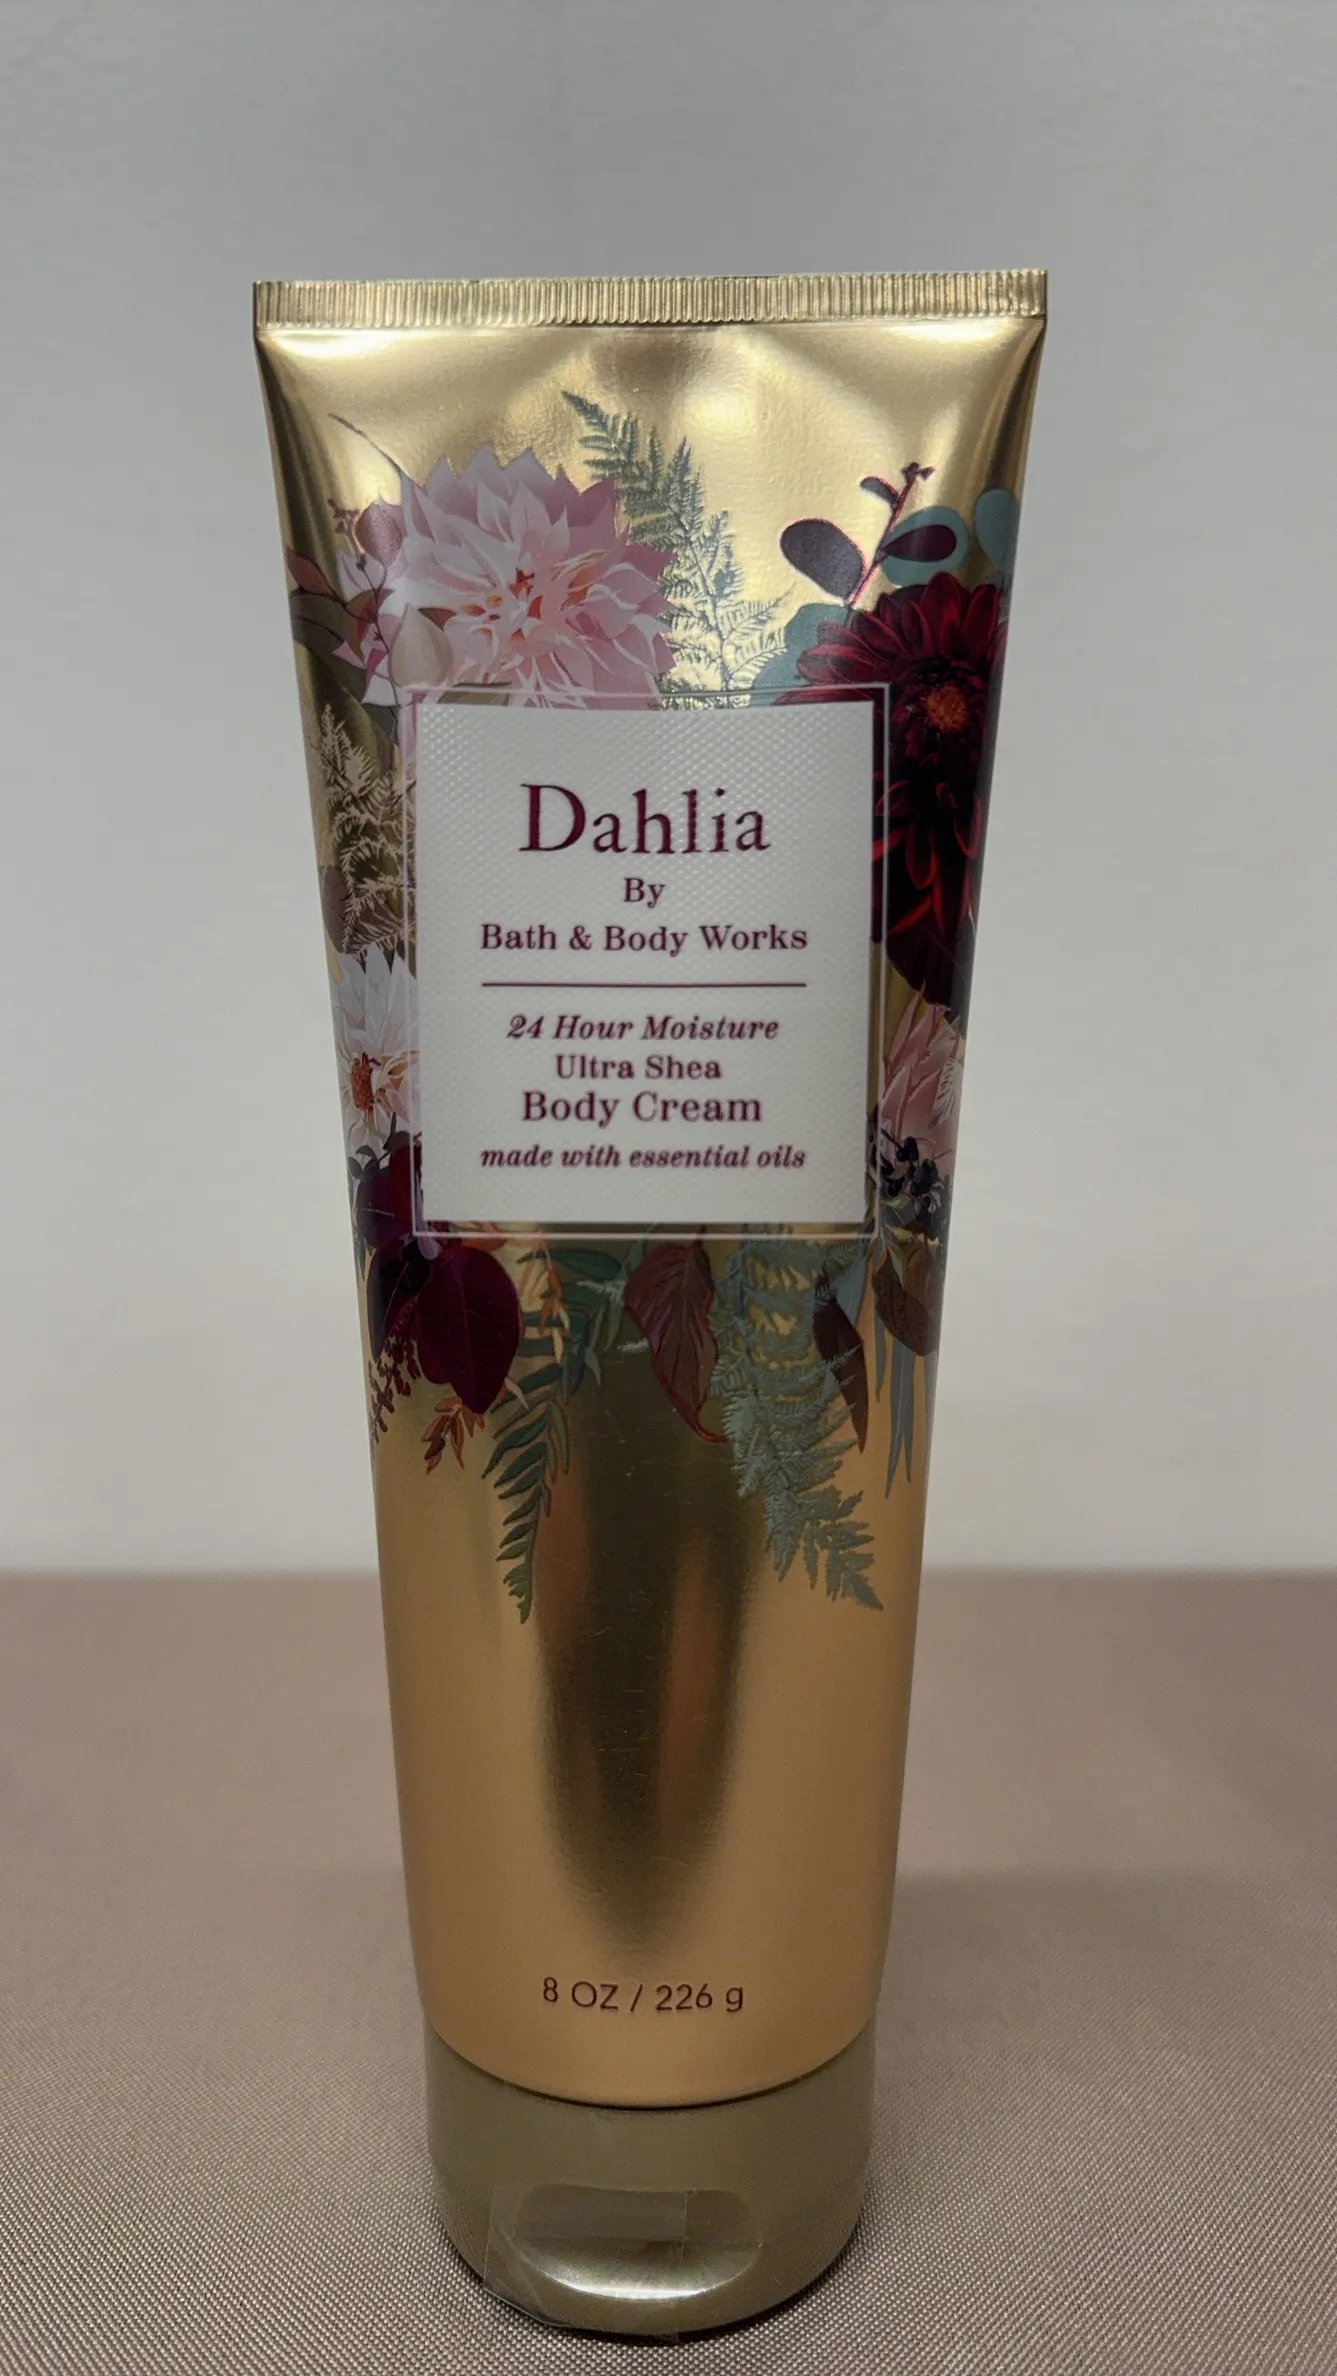 Dahlia
By
Bath & Body Works
24 Hour Moisture
Ultra Shea
Body Cream
made with essential oils
8 OZ / 226 g